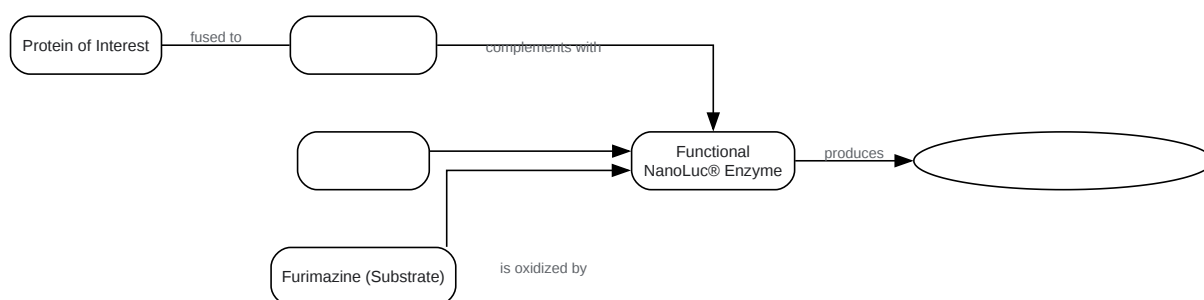 Protein of Interest
fused to
complements with
Functional
NanoLuc® Enzyme
produces
Furimazine (Substrate)
is oxidized by